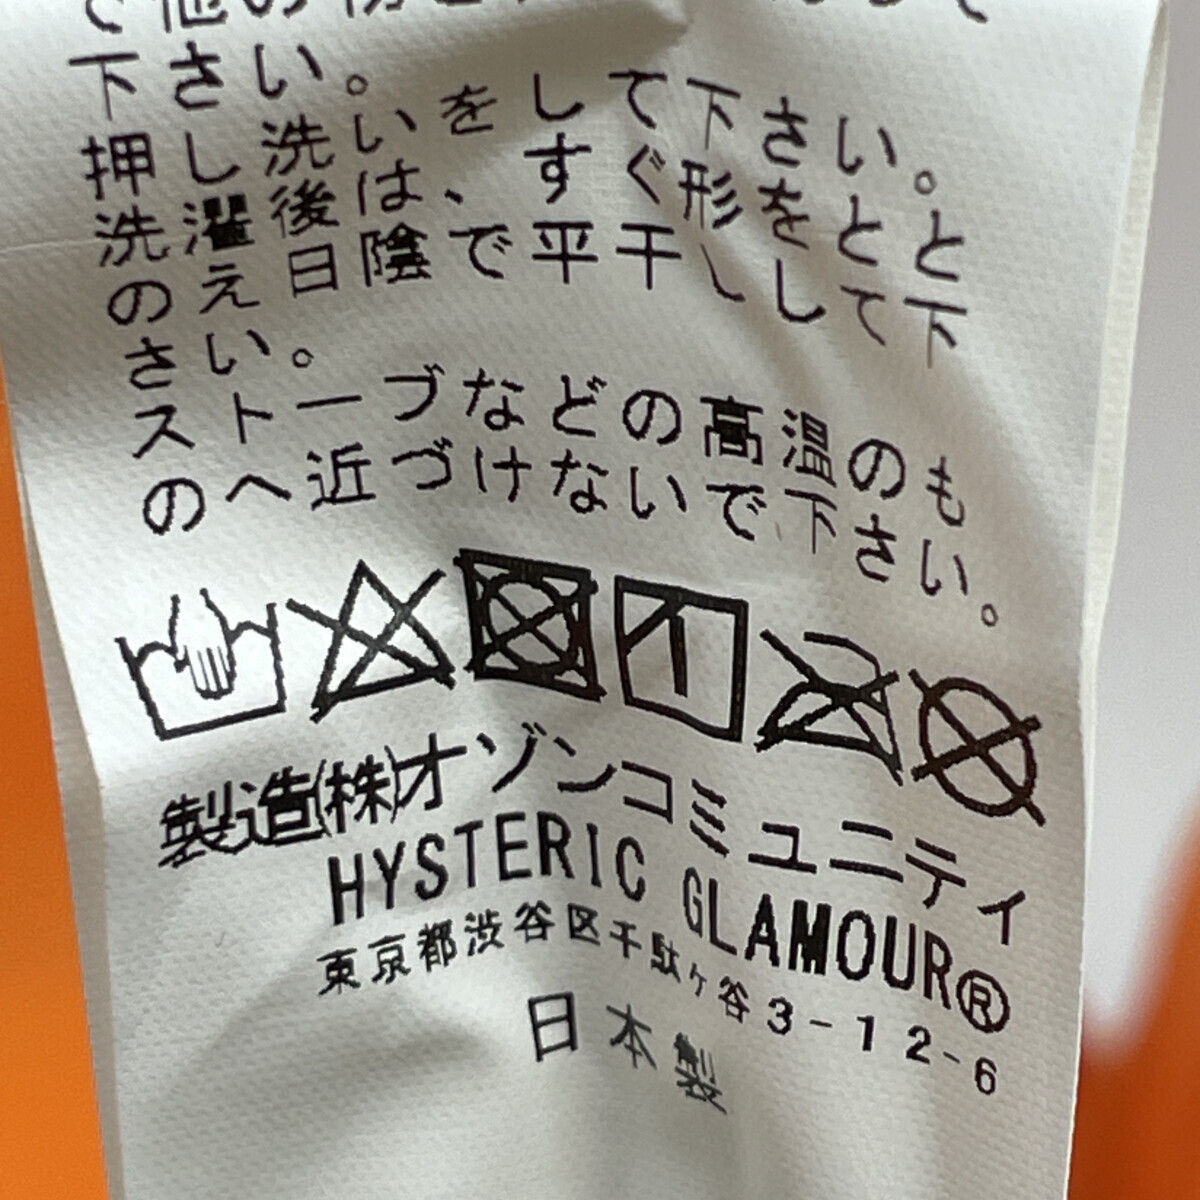 下さい。
押し洗いをして下さい。
洗濯後は、すぐ形をととのえ日陰で平干しして下
さい。
ストーブなどの高温のも
のへ近づけないで下さい。
製造(株)オゾンコミュニティ
HYSTERIC GLAMOUR®
東京都渋谷区千駄ヶ谷3-12-6
日本製